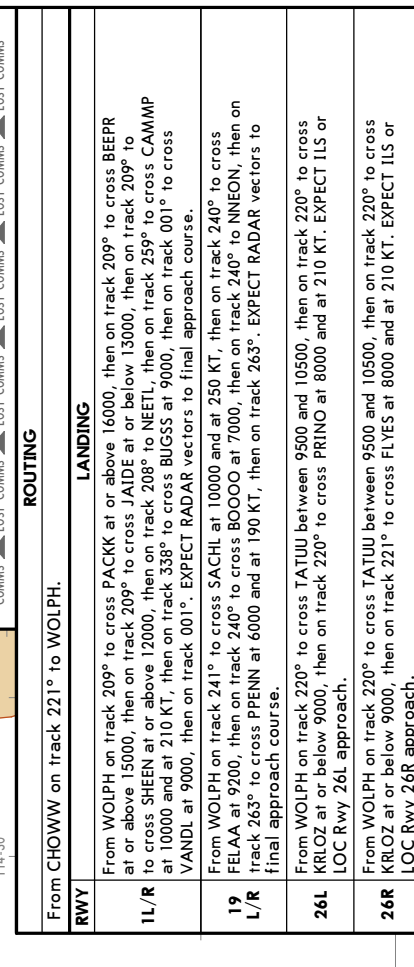 COMMS LOST COMMS LOST COMMS LOST COMMS LOST COMMS
114-30
ROUTING
From CHOWW on track 221° to WOLPH.
RWY LANDING
1L/R
From WOLPH on track 209° to cross PACKK at or above 16000, then on track 209° to cross BEEPR
at or above 15000, then on track 209° to cross JAIDE at or below 13000, then on track 209° to
to cross SHEEN at or above 12000, then on track 208° to NEETL, then on track 259° to cross CAMMP
at 10000 and at 210 KT, then on track 338° to cross BUGSS at 9000, then on track 001° to cross
VANDL at 9000, then on track 001°. EXPECT RADAR vectors to final approach course.
19
L/R
From WOLPH on track 241° to cross SACHL at 10000 and at 250 KT, then on track 240° to cross
FELAA at 9200, then on track 240° to cross BOOOO at 7000, then on track 240° to NNEON, then on
track 263° to cross PPENN at 6000 and at 190 KT, then on track 263°. EXPECT RADAR vectors to
final approach course.
26L
From WOLPH on track 220° to cross TATUU between 9500 and 10500, then on track 220° to cross
KRLOZ at or below 9000, then on track 220° to cross PRINO at 8000 and at 210 KT. EXPECT ILS or
LOC Rwy 26L approach.
26R
From WOLPH on track 220° to cross TATUU between 9500 and 10500, then on track 220° to cross
KRLOZ at or below 9000, then on track 221° to cross FLYES at 8000 and at 210 KT. EXPECT ILS or
LOC Rwy 26R approach.